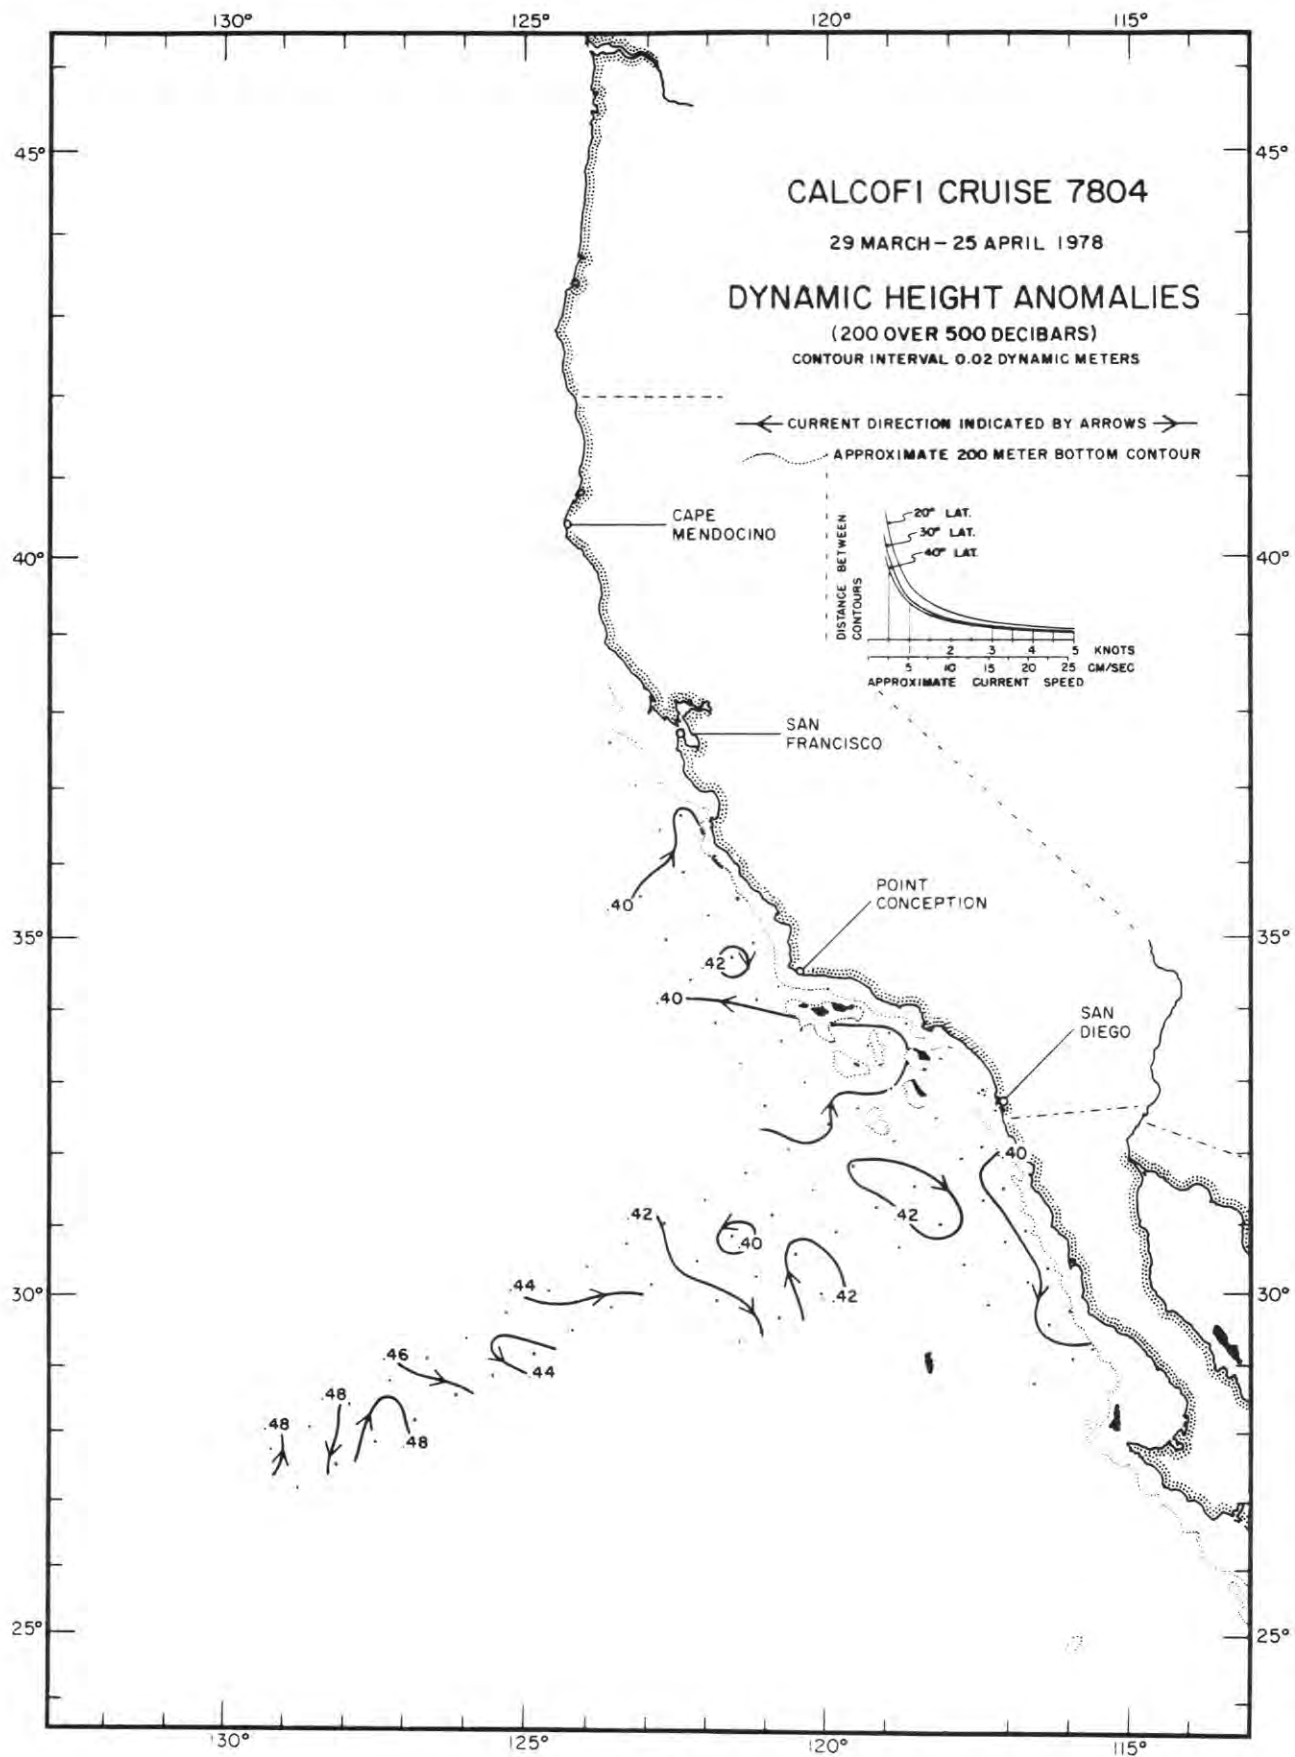 130° 125° 120° 115°
45° 45°
CALCOFI CRUISE 7804
29 MARCH – 25 APRIL 1978
DYNAMIC HEIGHT ANOMALIES
(200 OVER 500 DECIBARS)
CONTOUR INTERVAL 0.02 DYNAMIC METERS
CURRENT DIRECTION INDICATED BY ARROWS
APPROXIMATE 200 METER BOTTOM CONTOUR
DISTANCE BETWEEN
CONTOURS
20° LAT.
30° LAT.
40° LAT.
.2 .3 .4 .5 KNOTS
5 10 15 20 25 CM/SEC
APPROXIMATE CURRENT SPEED
CAPE
MENDOCINO
40° 40°
SAN
FRANCISCO
POINT
CONCEPTION
.40
35° 35°
.42
.40
SAN
DIEGO
.40
.42 .42
.40
.44 .42
30° 30°
.46 .44
.48
.48 .48
25° 25°
130° 125° 120° 115°